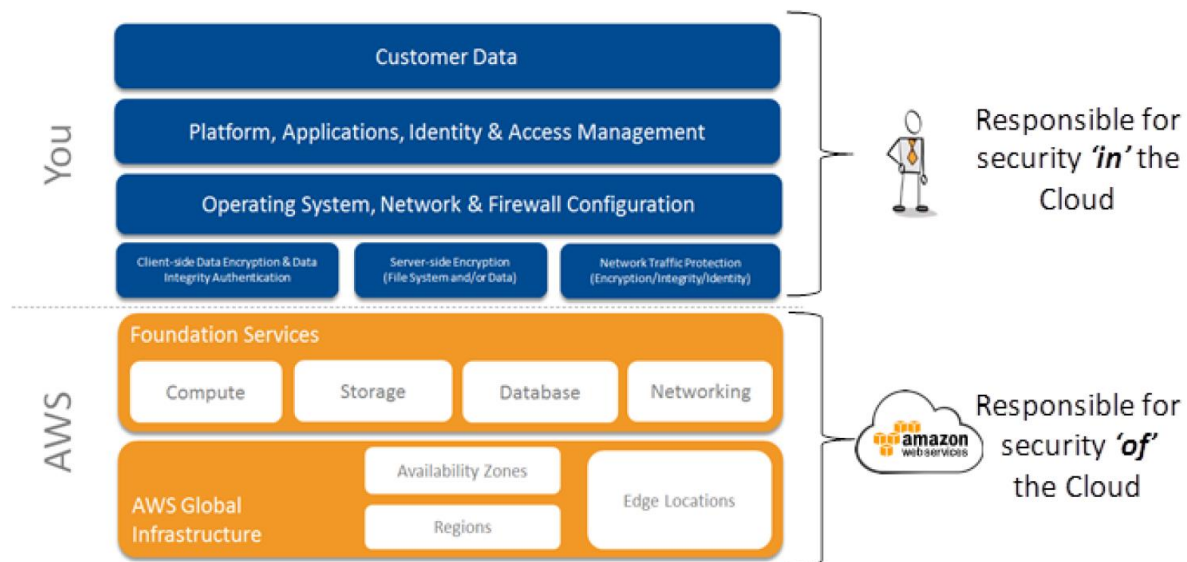 You
Customer Data
Platform, Applications, Identity & Access Management
Operating System, Network & Firewall Configuration
Client-side Data Encryption & Data
Integrity Authentication
Server-side Encryption
(File System and/or Data)
Network Traffic Protection
(Encryption/Integrity/Identity)
Responsible for
security 'in' the
Cloud
AWS
Foundation Services
Compute
Storage
Database
Networking
AWS Global
Infrastructure
Availability Zones
Regions
Edge Locations
amazon
web services
Responsible for
security 'of'
the Cloud